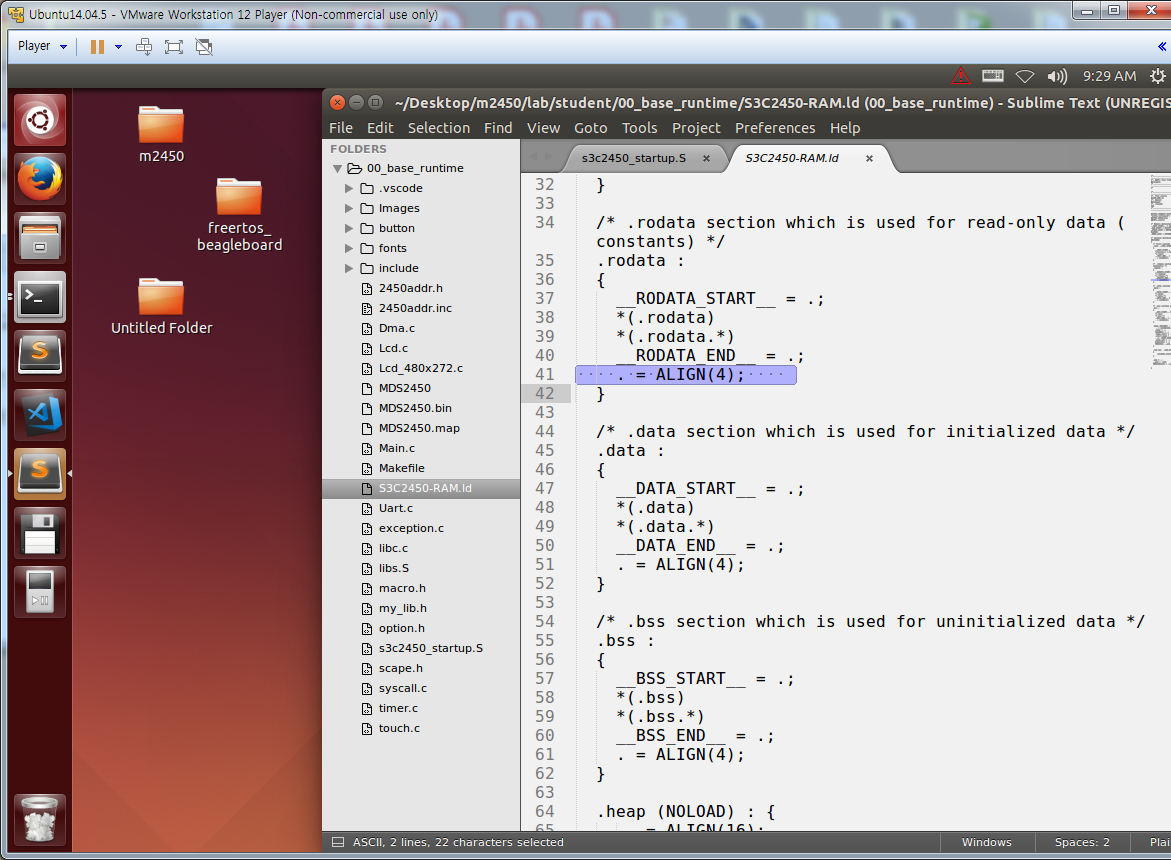 Ubuntu14.04.5 - VMware Workstation 12 Player (Non-commercial use only)
Player
9:29 AM
~/Desktop/m2450/lab/student/00_base_runtime/S3C2450-RAM.ld (00_base_runtime) - Sublime Text (UNREGIS
File Edit Selection Find View Goto Tools Project Preferences Help
m2450
freertos_
beagleboard
Untitled Folder
FOLDERS
00_base_runtime
.vscode
Images
button
fonts
include
2450addr.h
2450addr.inc
Dma.c
Lcd.c
Lcd_480x272.c
MDS2450
MDS2450.bin
MDS2450.map
Main.c
Makefile
S3C2450-RAM.ld
Uart.c
exception.c
libc.c
libs.S
macro.h
my_lib.h
option.h
s3c2450_startup.S
scape.h
syscall.c
timer.c
touch.c
s3c2450_startup.S × S3C2450-RAM.ld ×
32 }
33
34 /* .rodata section which is used for read-only data (
constants) */
35 .rodata :
36 {
37 __RODATA_START__ = .;
38 *(.rodata)
39 *(.rodata.*)
40 __RODATA_END__ = .;
41 . = ALIGN(4);
42 }
43
44 /* .data section which is used for initialized data */
45 .data :
46 {
47 __DATA_START__ = .;
48 *(.data)
49 *(.data.*)
50 __DATA_END__ = .;
51 . = ALIGN(4);
52 }
53
54 /* .bss section which is used for uninitialized data */
55 .bss :
56 {
57 __BSS_START__ = .;
58 *(.bss)
59 *(.bss.*)
60 __BSS_END__ = .;
61 . = ALIGN(4);
62 }
63
64 .heap (NOLOAD) : {
65 . = ALIGN(16);
ASCII, 2 lines, 22 characters selected Windows Spaces: 2 Plai